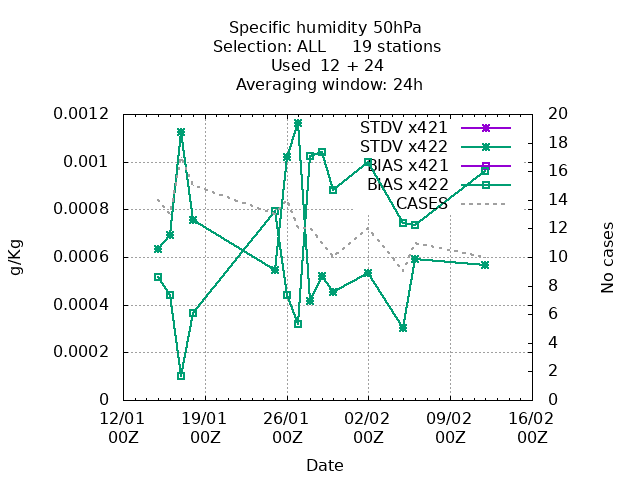 Specific humidity 50hPa
Selection: ALL     19 stations
Used  12 + 24
Averaging window: 24h
0.0012
0.001
0.0008
0.0006
0.0004
0.0002
0
20
18
16
14
12
10
8
6
4
2
0
STDV x421
STDV x422
BIAS x421
BIAS x422
CASES
g/Kg
No cases
12/01 19/01 26/01 02/02 09/02 16/02
00Z 00Z 00Z 00Z 00Z 00Z
Date